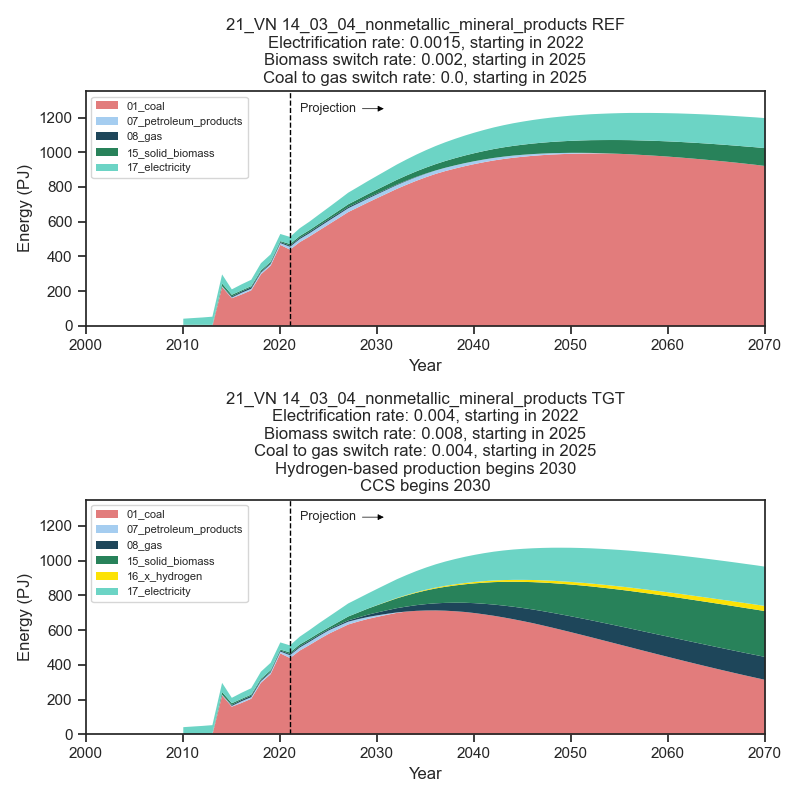 21_VN 14_03_04_nonmetallic_mineral_products REF
Electrification rate: 0.0015, starting in 2022
Biomass switch rate: 0.002, starting in 2025
Coal to gas switch rate: 0.0, starting in 2025
1200
1000
800
600
400
200
0
Energy (PJ)
01_coal
07_petroleum_products
08_gas
15_solid_biomass
17_electricity
Projection
2000 2010 2020 2030 2040 2050 2060 2070
Year
21_VN 14_03_04_nonmetallic_mineral_products TGT
Electrification rate: 0.004, starting in 2022
Biomass switch rate: 0.008, starting in 2025
Coal to gas switch rate: 0.004, starting in 2025
Hydrogen-based production begins 2030
CCS begins 2030
1200
1000
800
600
400
200
0
Energy (PJ)
01_coal
07_petroleum_products
08_gas
15_solid_biomass
16_x_hydrogen
17_electricity
Projection
2000 2010 2020 2030 2040 2050 2060 2070
Year